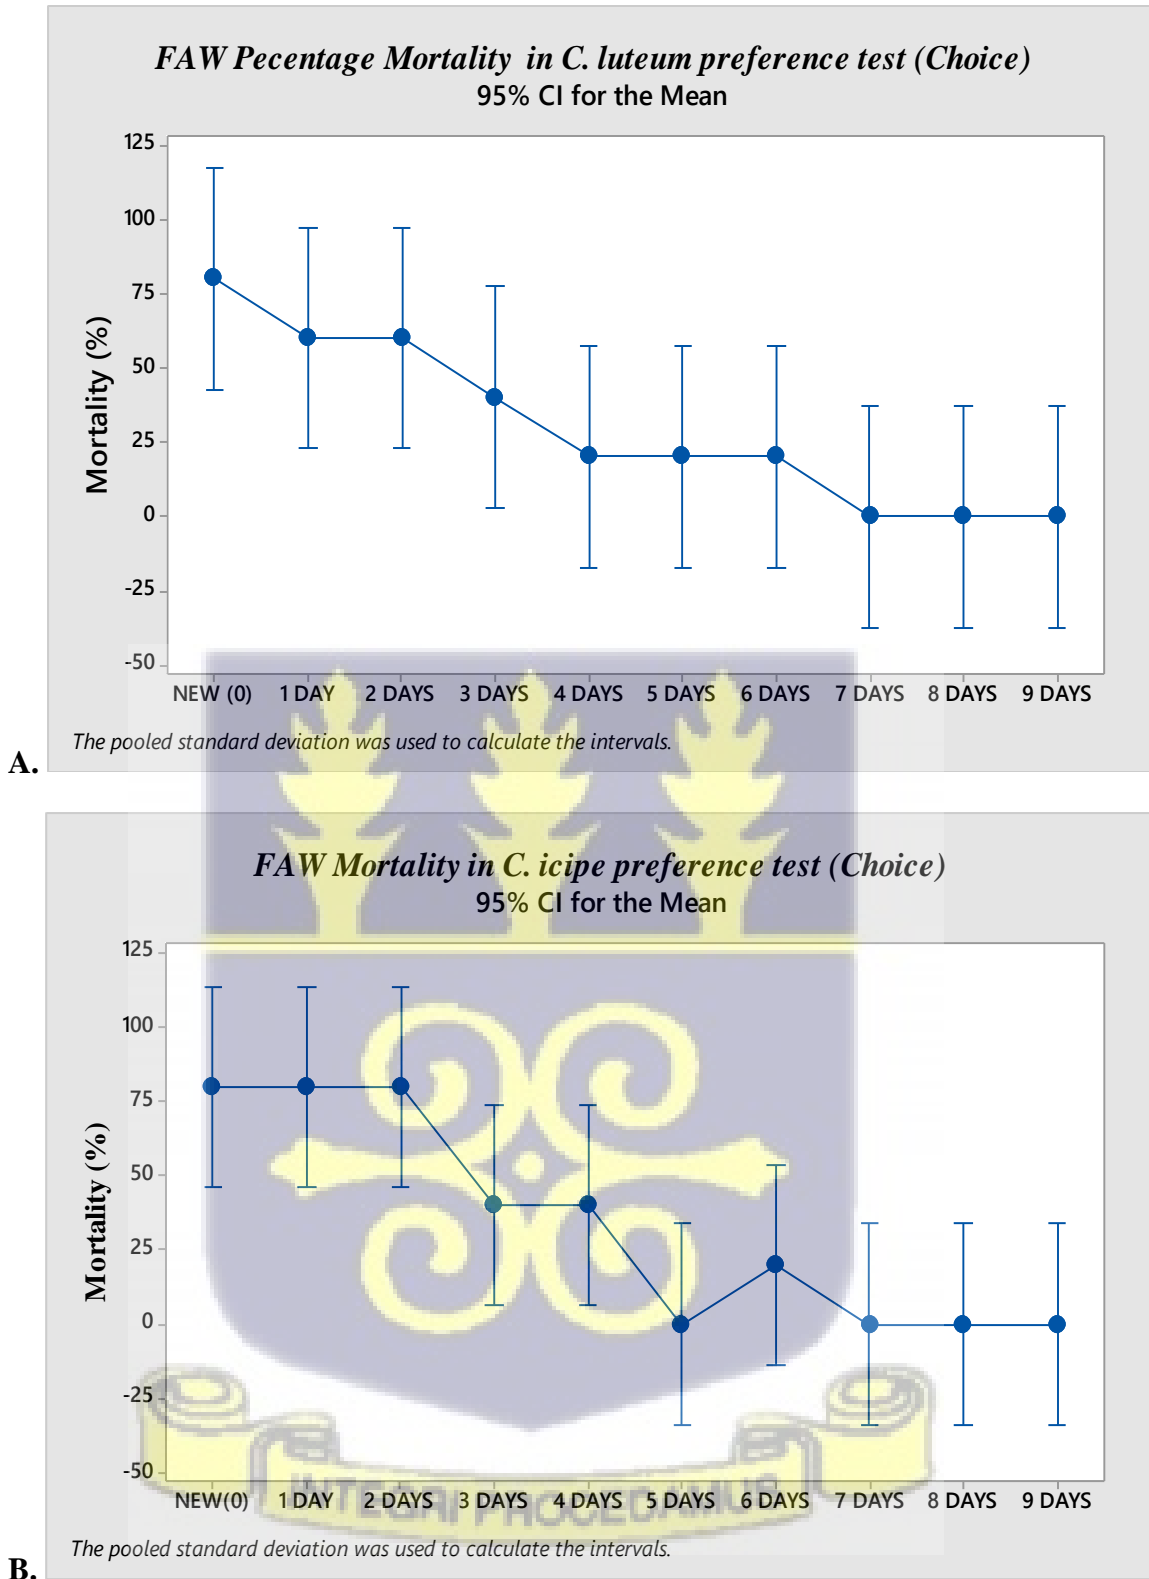 FAW Pecentage Mortality in C. luteum preference test (Choice)
95% CI for the Mean
Mortality (%)
125
100
75
50
25
0
-25
-50
NEW (0) 1 DAY 2 DAYS 3 DAYS 4 DAYS 5 DAYS 6 DAYS 7 DAYS 8 DAYS 9 DAYS
The pooled standard deviation was used to calculate the intervals.
A.
FAW Mortality in C. icipe preference test (Choice)
95% CI for the Mean
Mortality (%)
125
100
75
50
25
0
-25
-50
NEW(0) 1 DAY 2 DAYS 3 DAYS 4 DAYS 5 DAYS 6 DAYS 7 DAYS 8 DAYS 9 DAYS
INTEGRI PROCEDAMUS
The pooled standard deviation was used to calculate the intervals.
B.